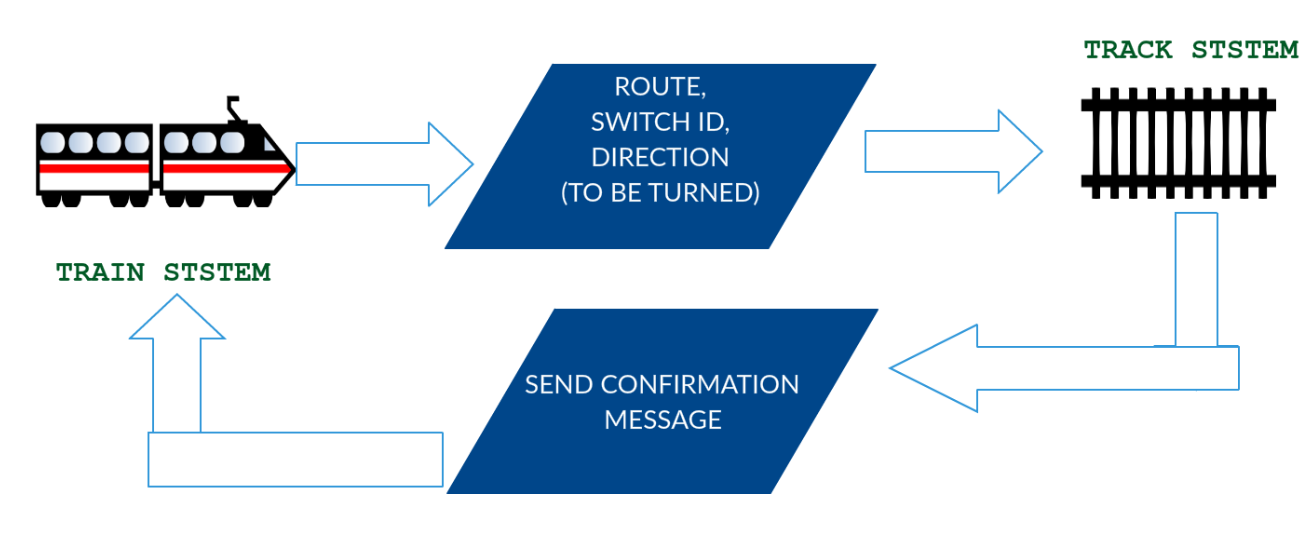 TRACK STSTEM
ROUTE,
SWITCH ID,
DIRECTION
(TO BE TURNED)
TRAIN STSTEM
SEND CONFIRMATION
MESSAGE